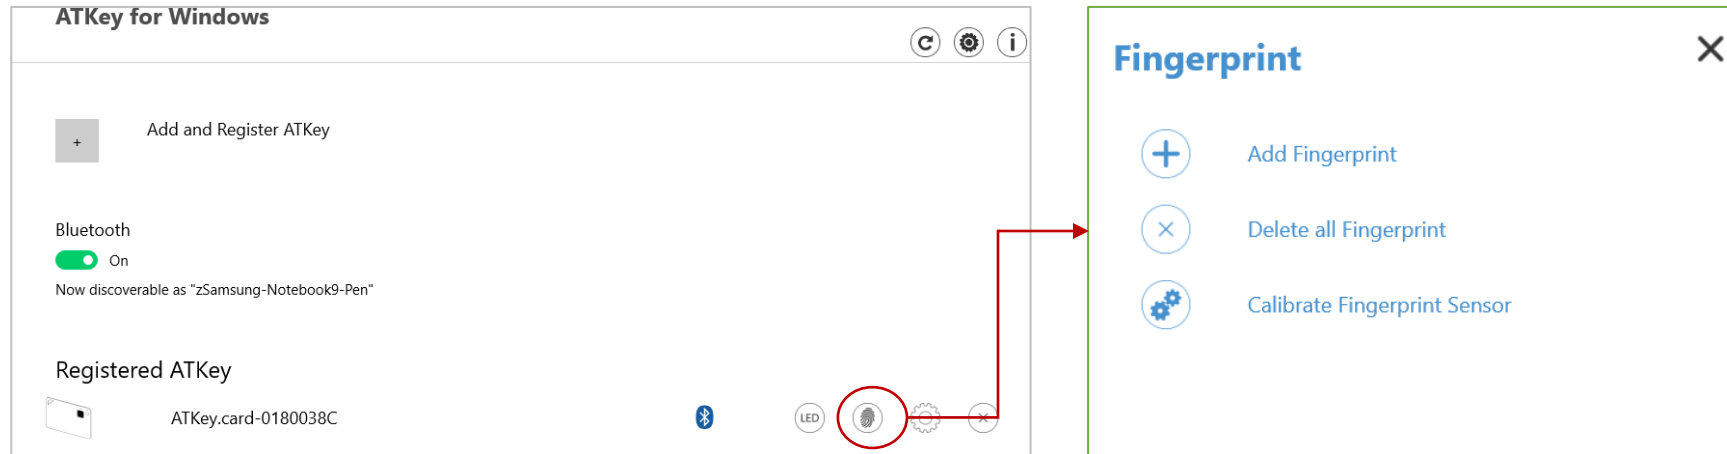 ATKey for Windows
+
Add and Register ATKey
Bluetooth
On
Now discoverable as "zSamsung-Notebook9-Pen"
Registered ATKey
ATKey.card-0180038C
LED
Fingerprint
Add Fingerprint
Delete all Fingerprint
Calibrate Fingerprint Sensor